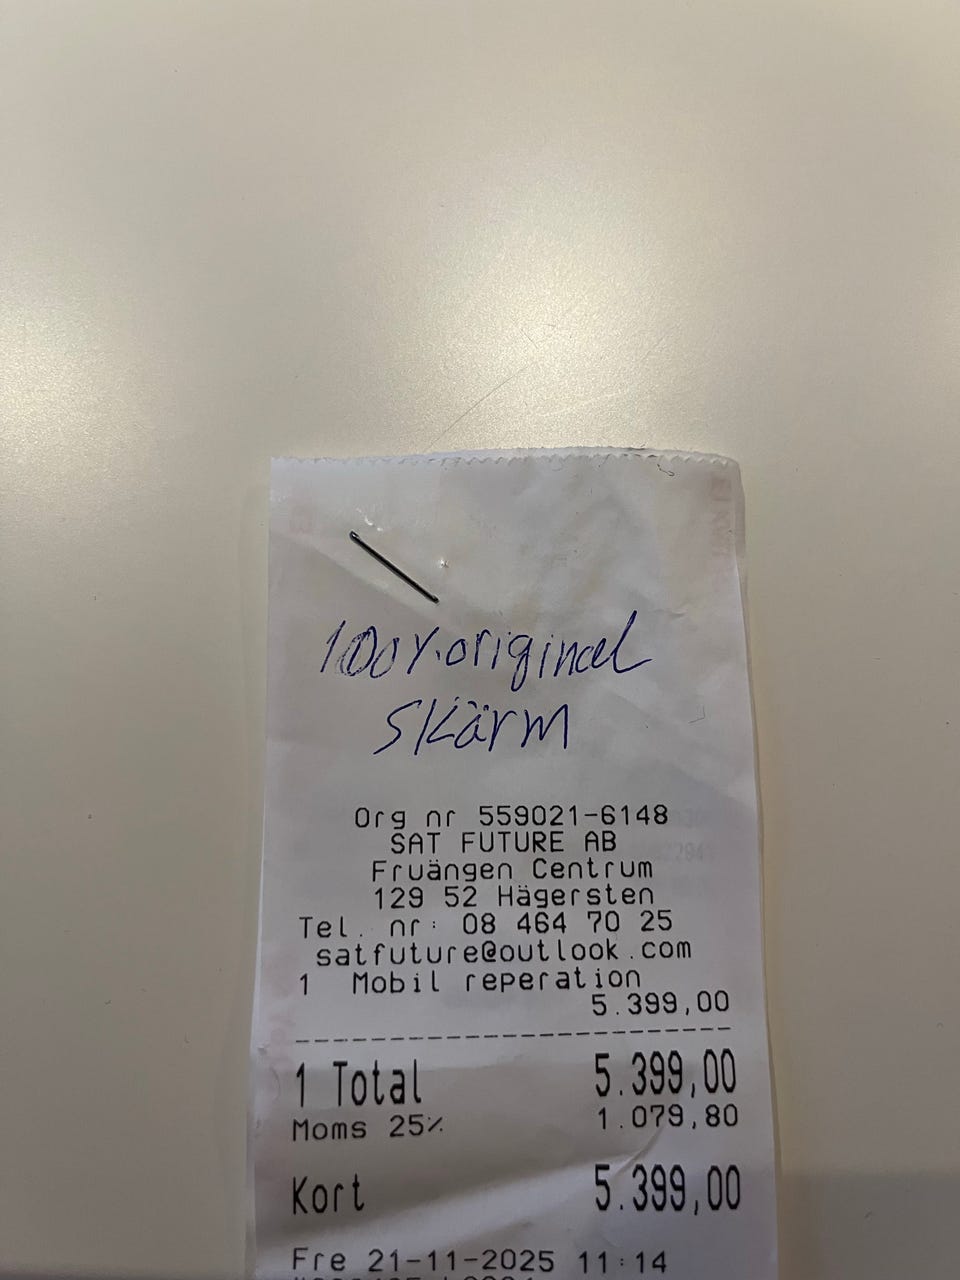 100% original
skärm
Org nr 559021-6148
SAT FUTURE AB
Fruängen Centrum
129 52 Hägersten
Tel. nr: 08 464 70 25
satfuture@outlook.com
1 Mobil reperation
5.399,00
1 Total 5.399,00
Moms 25% 1.079,80
Kort 5.399,00
Fre 21-11-2025 11:14